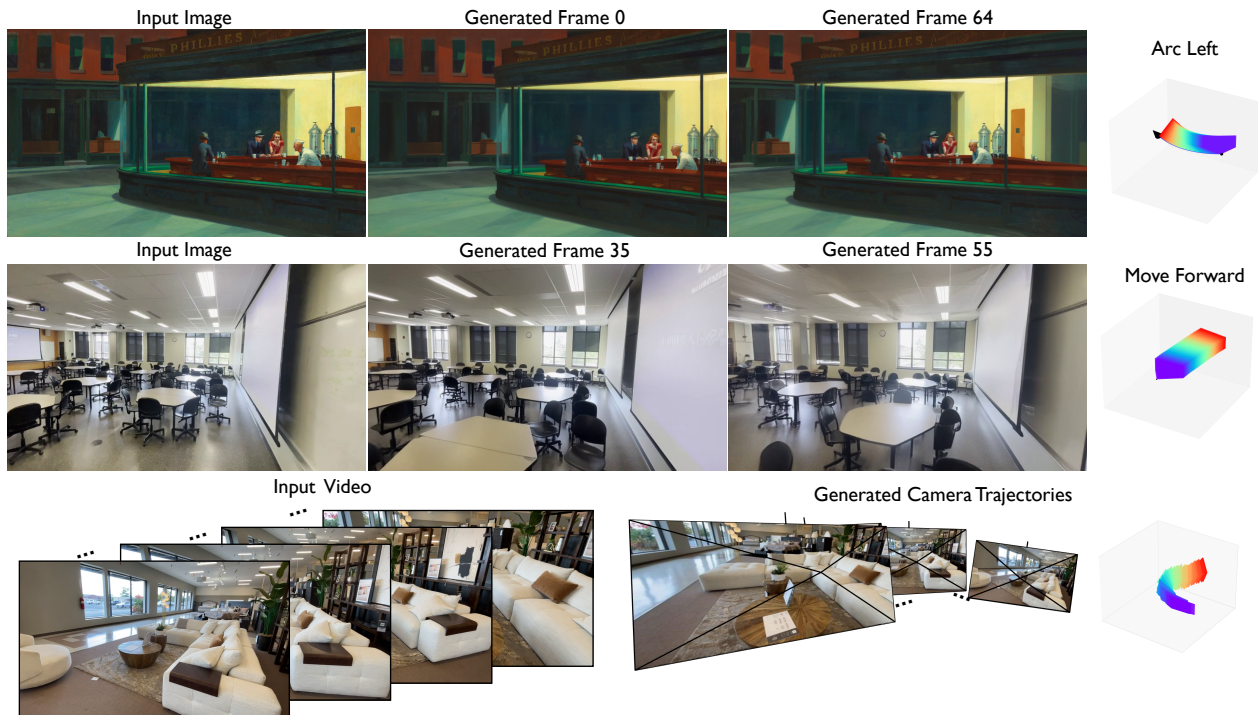 Input Image
Generated Frame 0
Generated Frame 64
Arc Left
PHILLIES
PHILLIES
PHILLIES
Input Image
Generated Frame 35
Generated Frame 55
Move Forward
Input Video
Generated Camera Trajectories